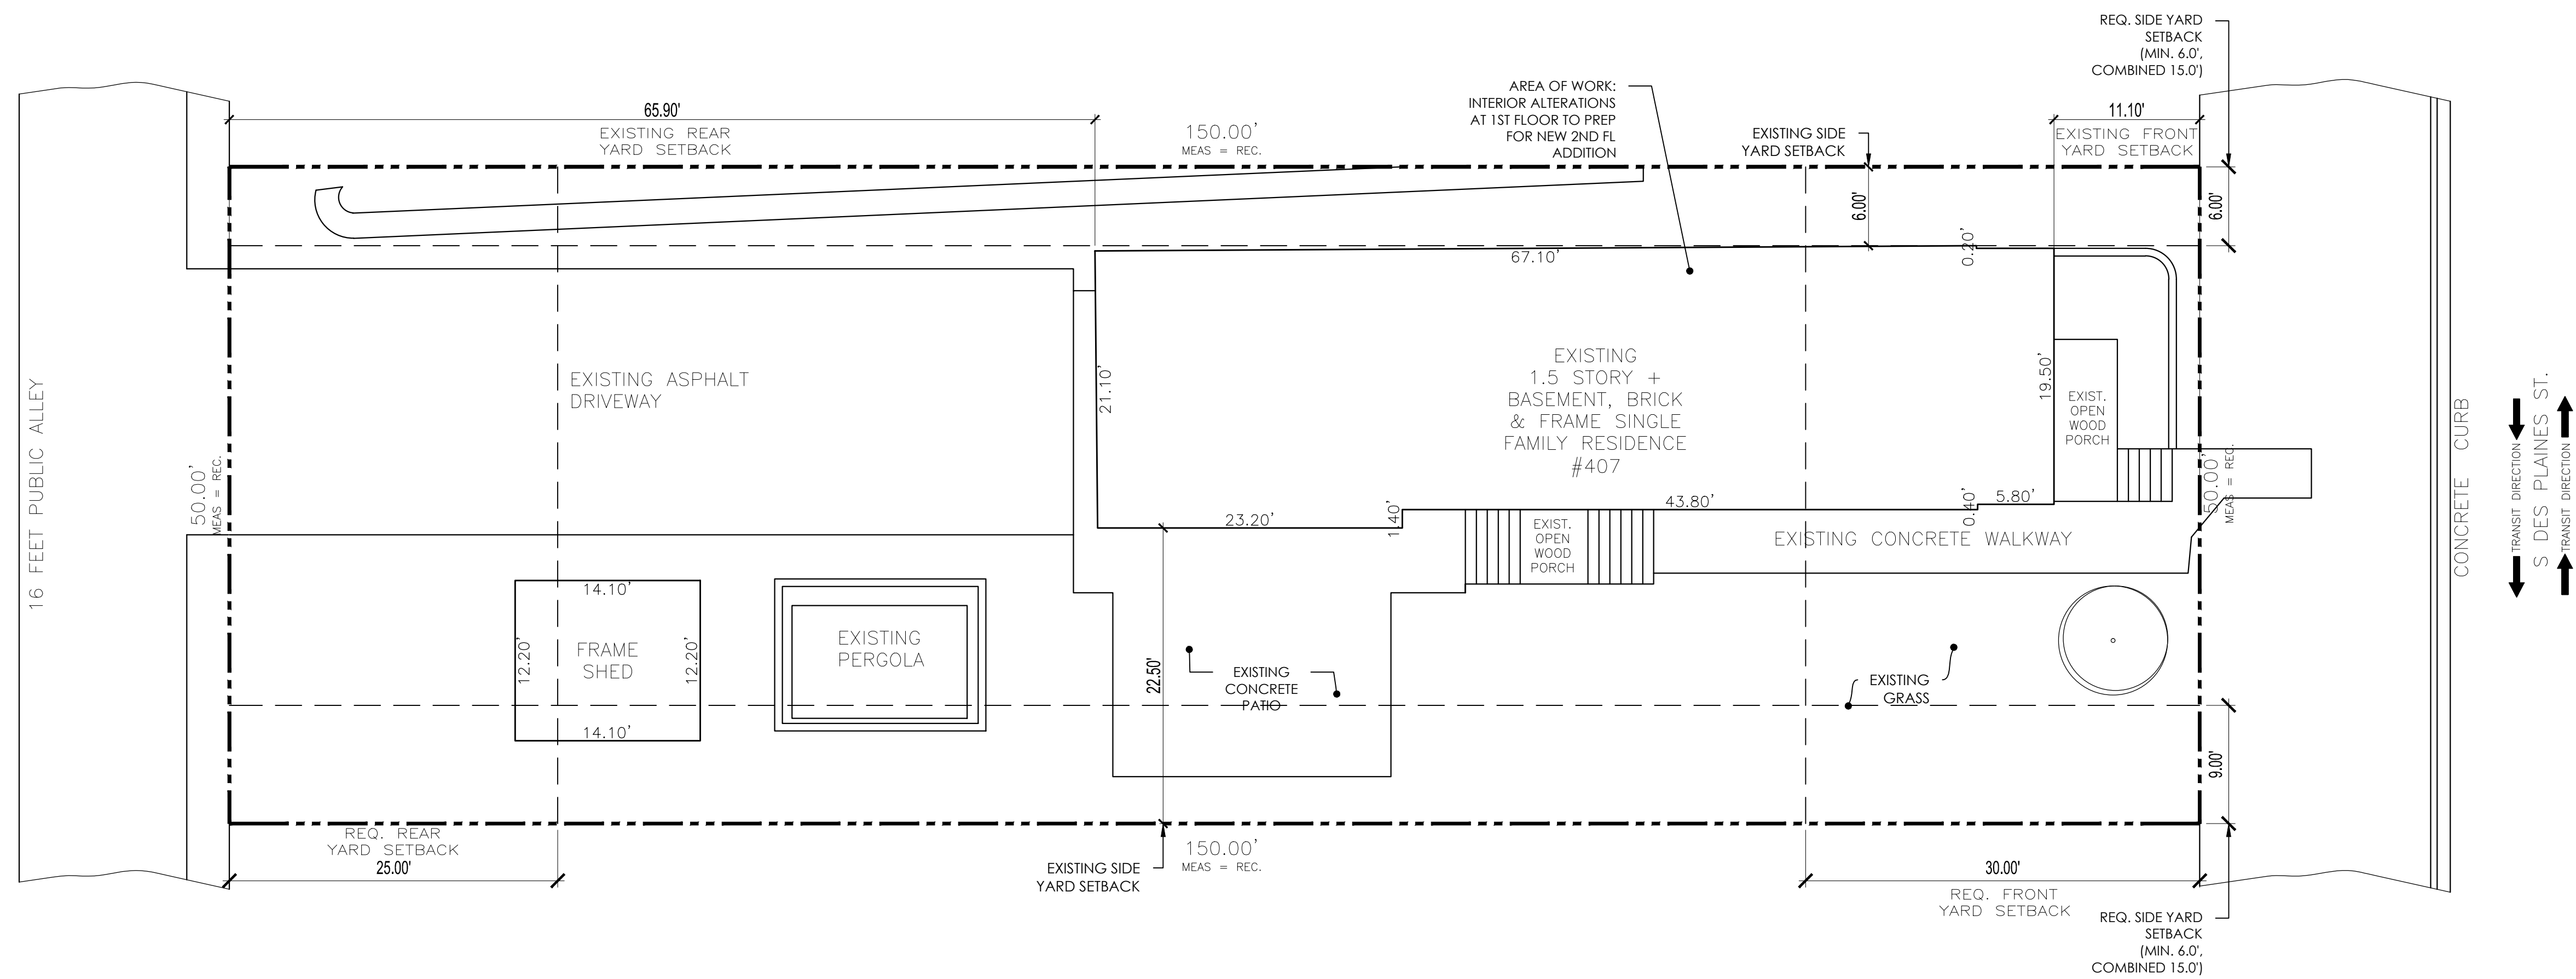 REQ. SIDE YARD
SETBACK
(MIN. 6.0',
COMBINED 15.0')
AREA OF WORK:
INTERIOR ALTERATIONS
AT 1ST FLOOR TO PREP
FOR NEW 2ND FL
ADDITION
65.90'
EXISTING REAR
YARD SETBACK
150.00'
MEAS = REC.
EXISTING SIDE
YARD SETBACK
11.10'
EXISTING FRONT
YARD SETBACK
6.00'
6.00'
67.10'
0.20'
16 FEET PUBLIC ALLEY
50.00'
MEAS = REC.
EXISTING ASPHALT
DRIVEWAY
21.10'
EXISTING
1.5 STORY +
BASEMENT, BRICK
& FRAME SINGLE
FAMILY RESIDENCE
#407
19.50'
EXIST.
OPEN
WOOD
PORCH
50.00'
MEAS = REC.
CONCRETE CURB
TRANSIT DIRECTION
S DES PLAINES ST.
TRANSIT DIRECTION
23.20'
1.40'
43.80'
0.40'
5.80'
EXIST.
OPEN
WOOD
PORCH
EXISTING CONCRETE WALKWAY
14.10'
12.20'
FRAME
SHED
12.20'
14.10'
EXISTING
PERGOLA
22.50'
EXISTING
CONCRETE
PATIO
EXISTING
GRASS
9.00'
REQ. REAR
YARD SETBACK
25.00'
EXISTING SIDE
YARD SETBACK
150.00'
MEAS = REC.
30.00'
REQ. FRONT
YARD SETBACK
REQ. SIDE YARD
SETBACK
(MIN. 6.0',
COMBINED 15.0')